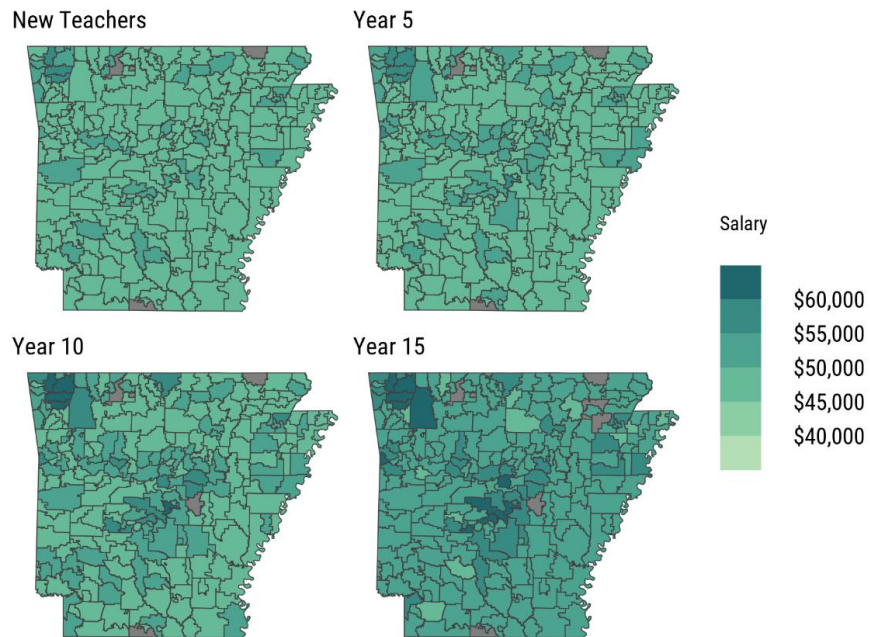 New Teachers
Year 5
Salary
$60,000
$55,000
$50,000
$45,000
$40,000
Year 10
Year 15